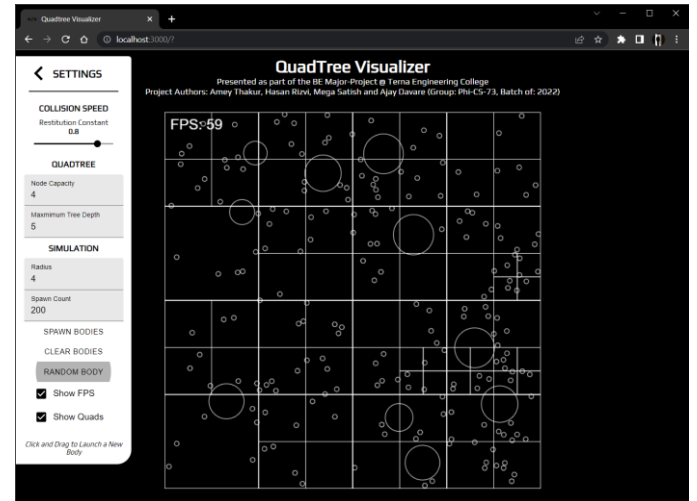 Quadtree Visualizer
localhost:3000/?
SETTINGS
QuadTree Visualizer
Presented as part of the BE Major-Project @ Terna Engineering College
Project Authors: Amey Thakur, Hasan Rizvi, Mega Satish and Ajay Davare (Group: Phi-CS-73, Batch of: 2022)
COLLISION SPEED
Restitution Constant
0.8
FPS: 59
QUADTREE
Node Capacity
4
Maxmimum Tree Depth
5
SIMULATION
Radius
4
Spawn Count
200
SPAWN BODIES
CLEAR BODIES
RANDOM BODY
Show FPS
Show Quads
Click and Drag to Launch a New
Body